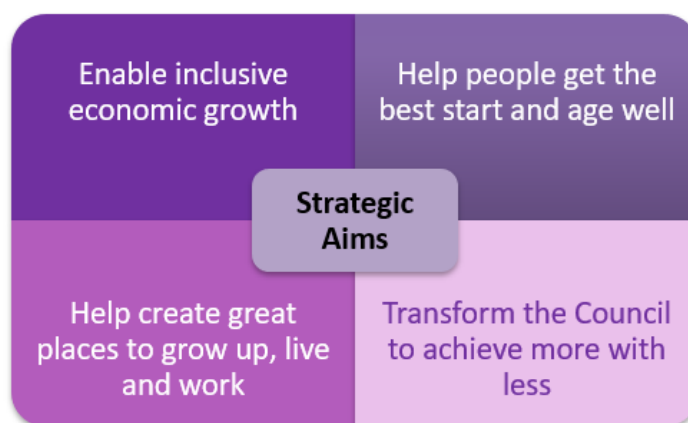 Enable inclusive
economic growth
Help people get the
best start and age well
Strategic
Aims
Help create great
places to grow up, live
and work
Transform the Council
to achieve more with
less